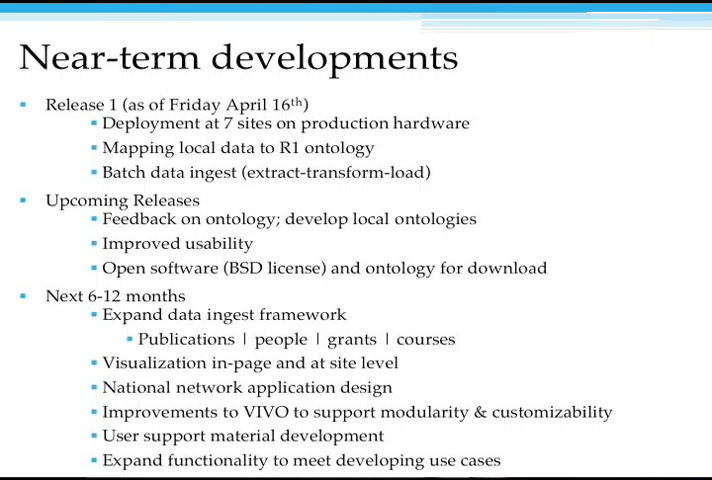 Near-term developments
Release 1 (as of Friday April 16th)
Deployment at 7 sites on production hardware
Mapping local data to R1 ontology
Batch data ingest (extract-transform-load)
Upcoming Releases
Feedback on ontology; develop local ontologies
Improved usability
Open software (BSD license) and ontology for download
Next 6-12 months
Expand data ingest framework
Publications | people | grants | courses
Visualization in-page and at site level
National network application design
Improvements to VIVO to support modularity & customizability
User support material development
Expand functionality to meet developing use cases